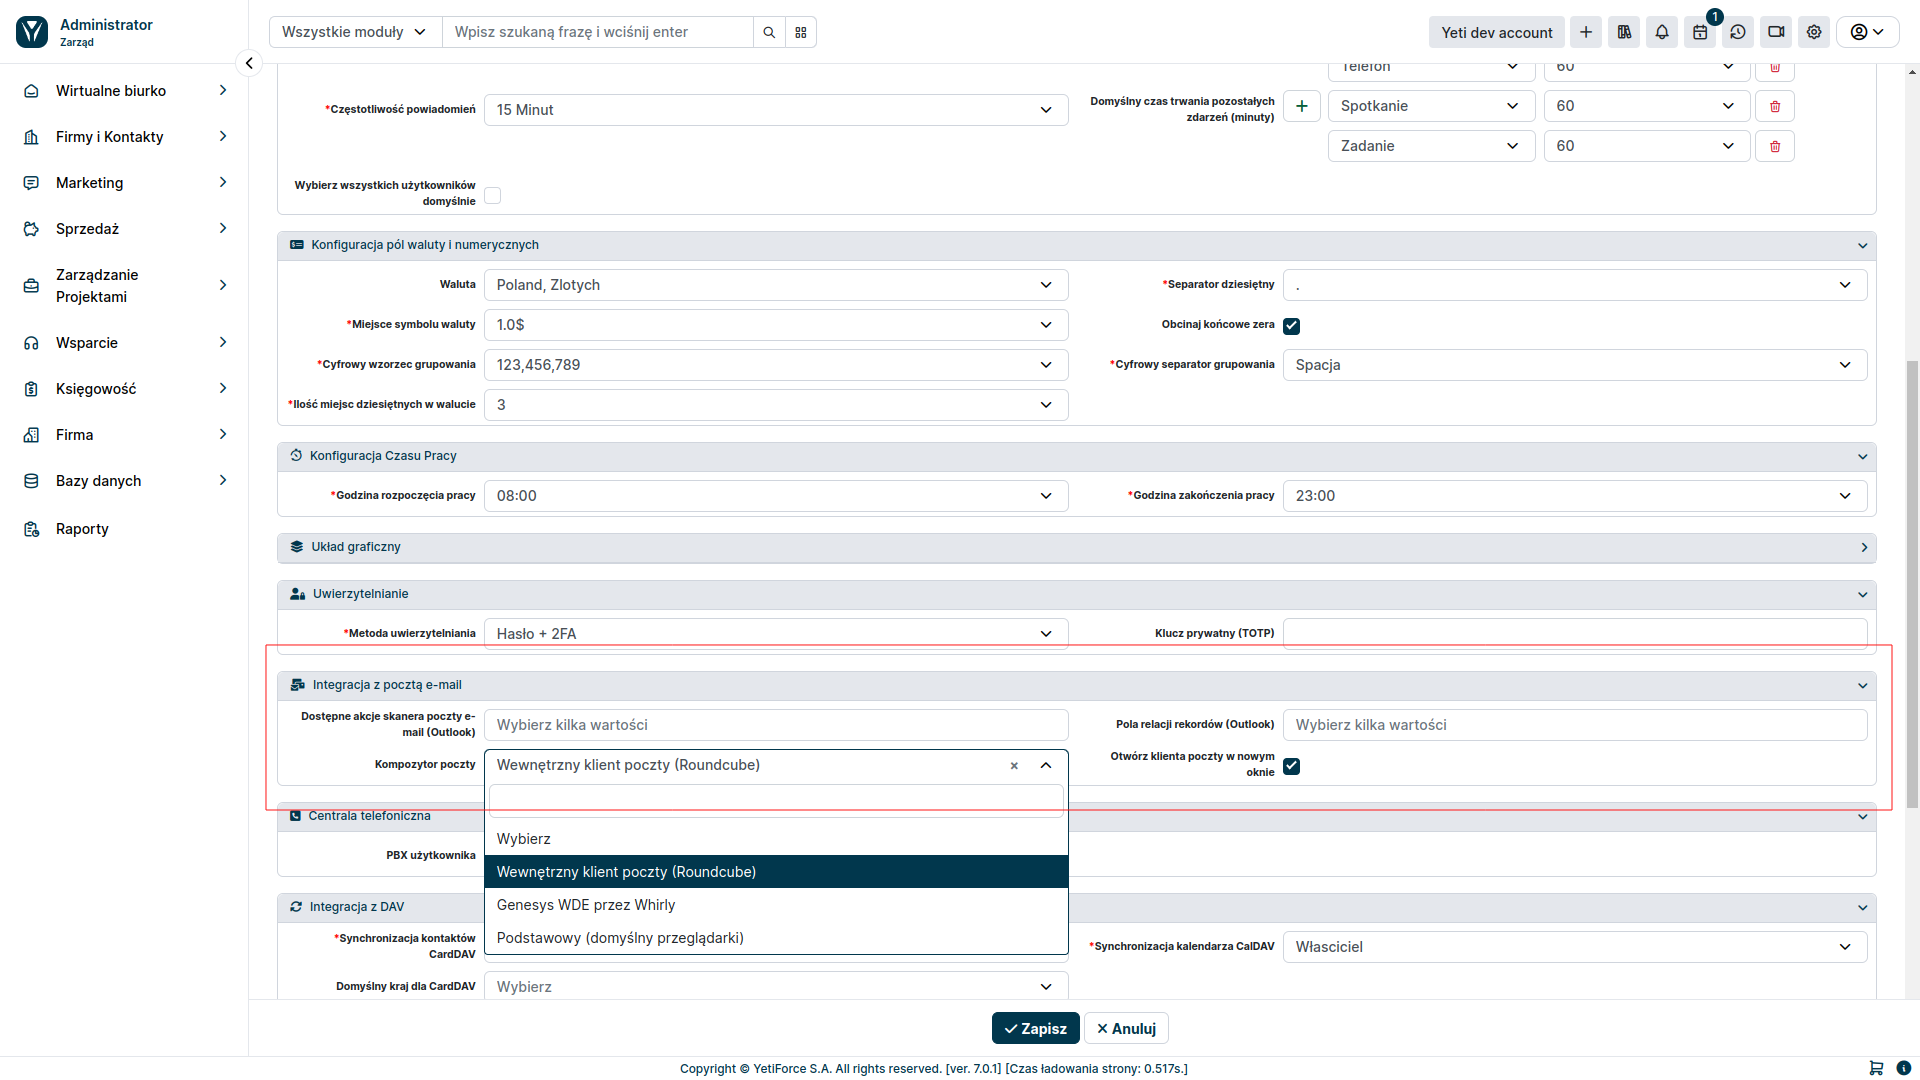 Administrator
Zarząd
Wszystkie moduły
Wpisz szukaną frazę i wciśnij enter
Yeti dev account
1
Wirtualne biurko
Firmy i Kontakty
Marketing
Sprzedaż
Zarządzanie
Projektami
Wsparcie
Księgowość
Firma
Bazy danych
Raporty
Telefon
60
*Częstotliwość powiadomień
15 Minut
Domyślny czas trwania pozostałych
zdarzeń (minuty)
Spotkanie
60
Zadanie
60
Wybierz wszystkich użytkowników
domyślnie
Konfiguracja pól waluty i numerycznych
Waluta
Poland, Zlotych
*Separator dziesiętny
.
*Miejsce symbolu waluty
1.0$
Obcinaj końcowe zera
*Cyfrowy wzorzec grupowania
123,456,789
*Cyfrowy separator grupowania
Spacja
*Ilość miejsc dziesiętnych w walucie
3
Konfiguracja Czasu Pracy
*Godzina rozpoczęcia pracy
08:00
*Godzina zakończenia pracy
23:00
Układ graficzny
Uwierzytelnianie
*Metoda uwierzytelniania
Hasło + 2FA
Klucz prywatny (TOTP)
Integracja z pocztą e-mail
Dostępne akcje skanera poczty e-
mail (Outlook)
Wybierz kilka wartości
Pola relacji rekordów (Outlook)
Wybierz kilka wartości
Kompozytor poczty
Wewnętrzny klient poczty (Roundcube)
×
Otwórz klienta poczty w nowym
oknie
Centrala telefoniczna
Wybierz
PBX użytkownika
Wewnętrzny klient poczty (Roundcube)
Genesys WDE przez Whirly
Podstawowy (domyślny przeglądarki)
Integracja z DAV
*Synchronizacja kontaktów
CardDAV
*Synchronizacja kalendarza CalDAV
Własciciel
Domyślny kraj dla CardDAV
Wybierz
Zapisz
Anuluj
Copyright © YetiForce S.A. All rights reserved. [ver. 7.0.1] [Czas ładowania strony: 0.517s.]